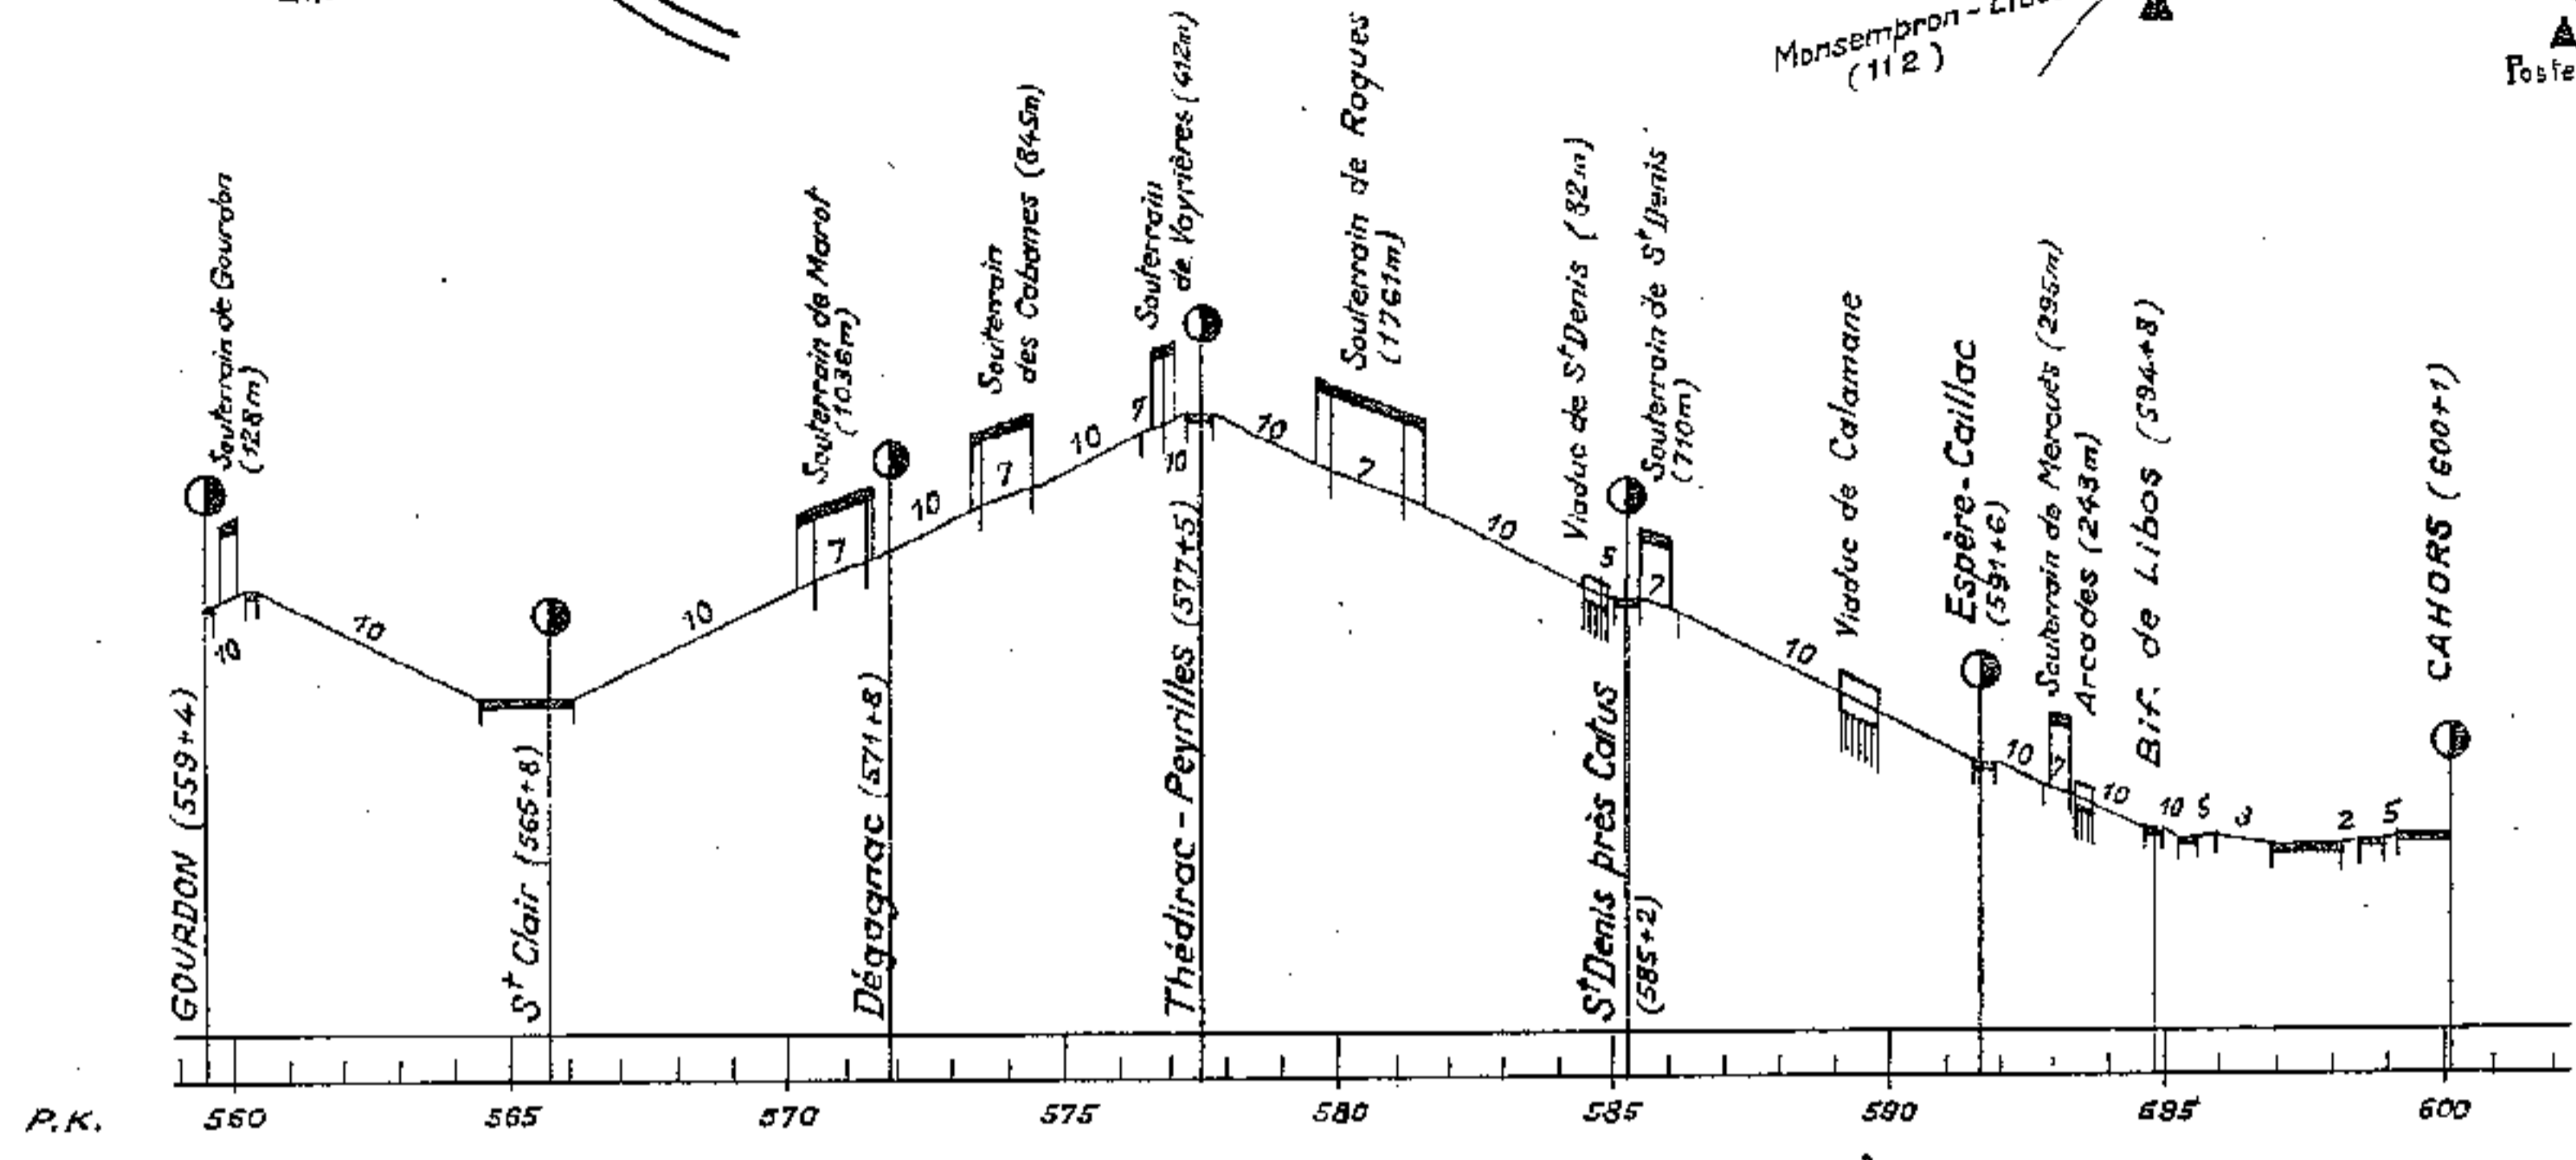 Monsempron -
(112)
Poste
Souterrain de Gourdon
(128m)
Souterrain de Marot
(1036m)
Souterrain
des Cabanes (845m)
Souterrain
de Vayrières (412m)
Souterrain de Roques
(1761m)
Viaduc de St Denis (82m)
Souterrain de St Denis
(710m)
Viaduc de Calamane
Espère-Caillac
(591+6)
Souterrain de Mercuès (295m)
Arcades (243m)
Bif. de Libos (594+8)
CAHORS (600+1)
10
10
10
7
10
7
10
7
10
10
7
10
5
7
10
10
7
10
10
5
3
2
5
GOURDON (559+4)
St Clair (565+8)
Dégagnac (571+8)
Thédirac-Peyrilles (577+5)
St Denis près Catus
(585+2)
P.K. 560 565 570 575 580 585 590 595 600